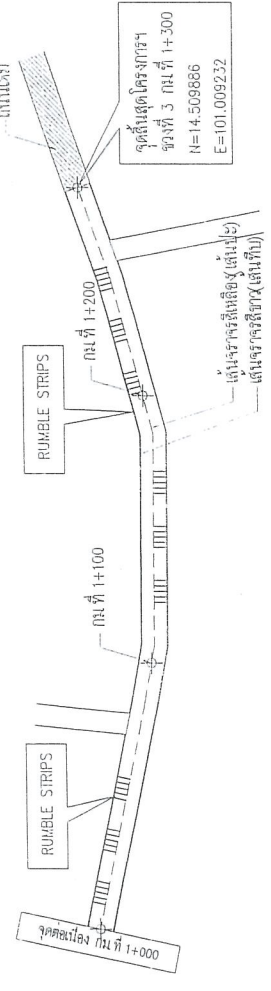 จุดสิ้นสุดโครงการฯ
ช่วงที่ 3 กม.ที่ 1+300
N=14.509886
E=101.009232
RUMBLE STRIPS
กม.ที่ 1+200
กม.ที่ 1+100
RUMBLE STRIPS
จุดต่อเนื่อง กม.ที่ 1+000
เส้นจราจรสีเหลือง(เส้นปะ)
เส้นจราจรสีขาว(เส้นทึบ)